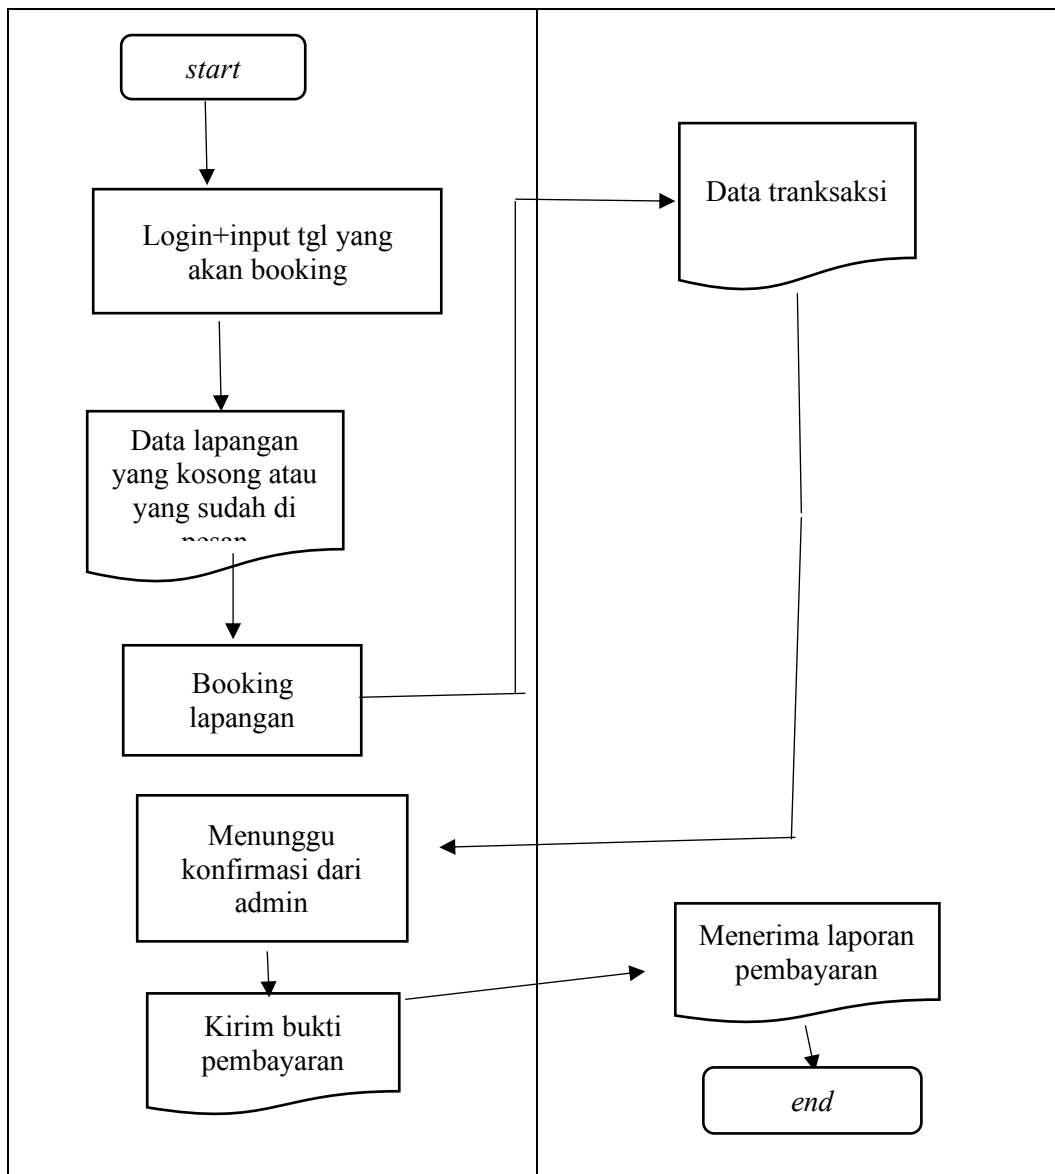 start
Login+input tgl yang
akan booking
Data lapangan
yang kosong atau
yang sudah di
pesan
Booking
lapangan
Data tranksaksi
Menunggu
konfirmasi dari
admin
Kirim bukti
pembayaran
Menerima laporan
pembayaran
end